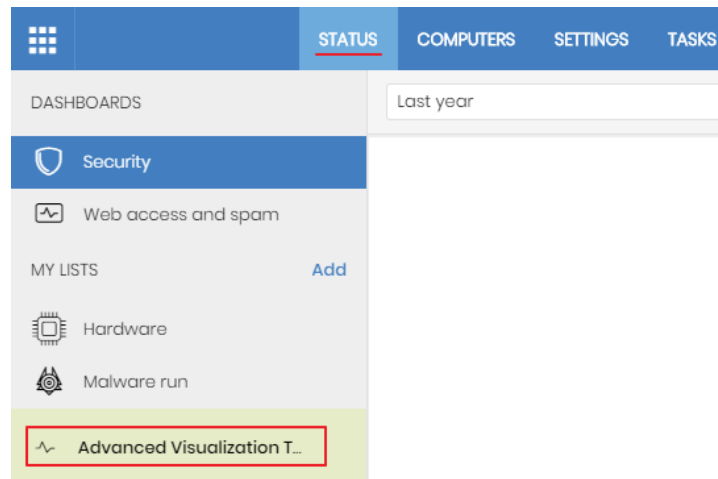 STATUS COMPUTERS SETTINGS TASKS
DASHBOARDS
Last year
Security
Web access and spam
MY LISTS Add
Hardware
Malware run
Advanced Visualization T...